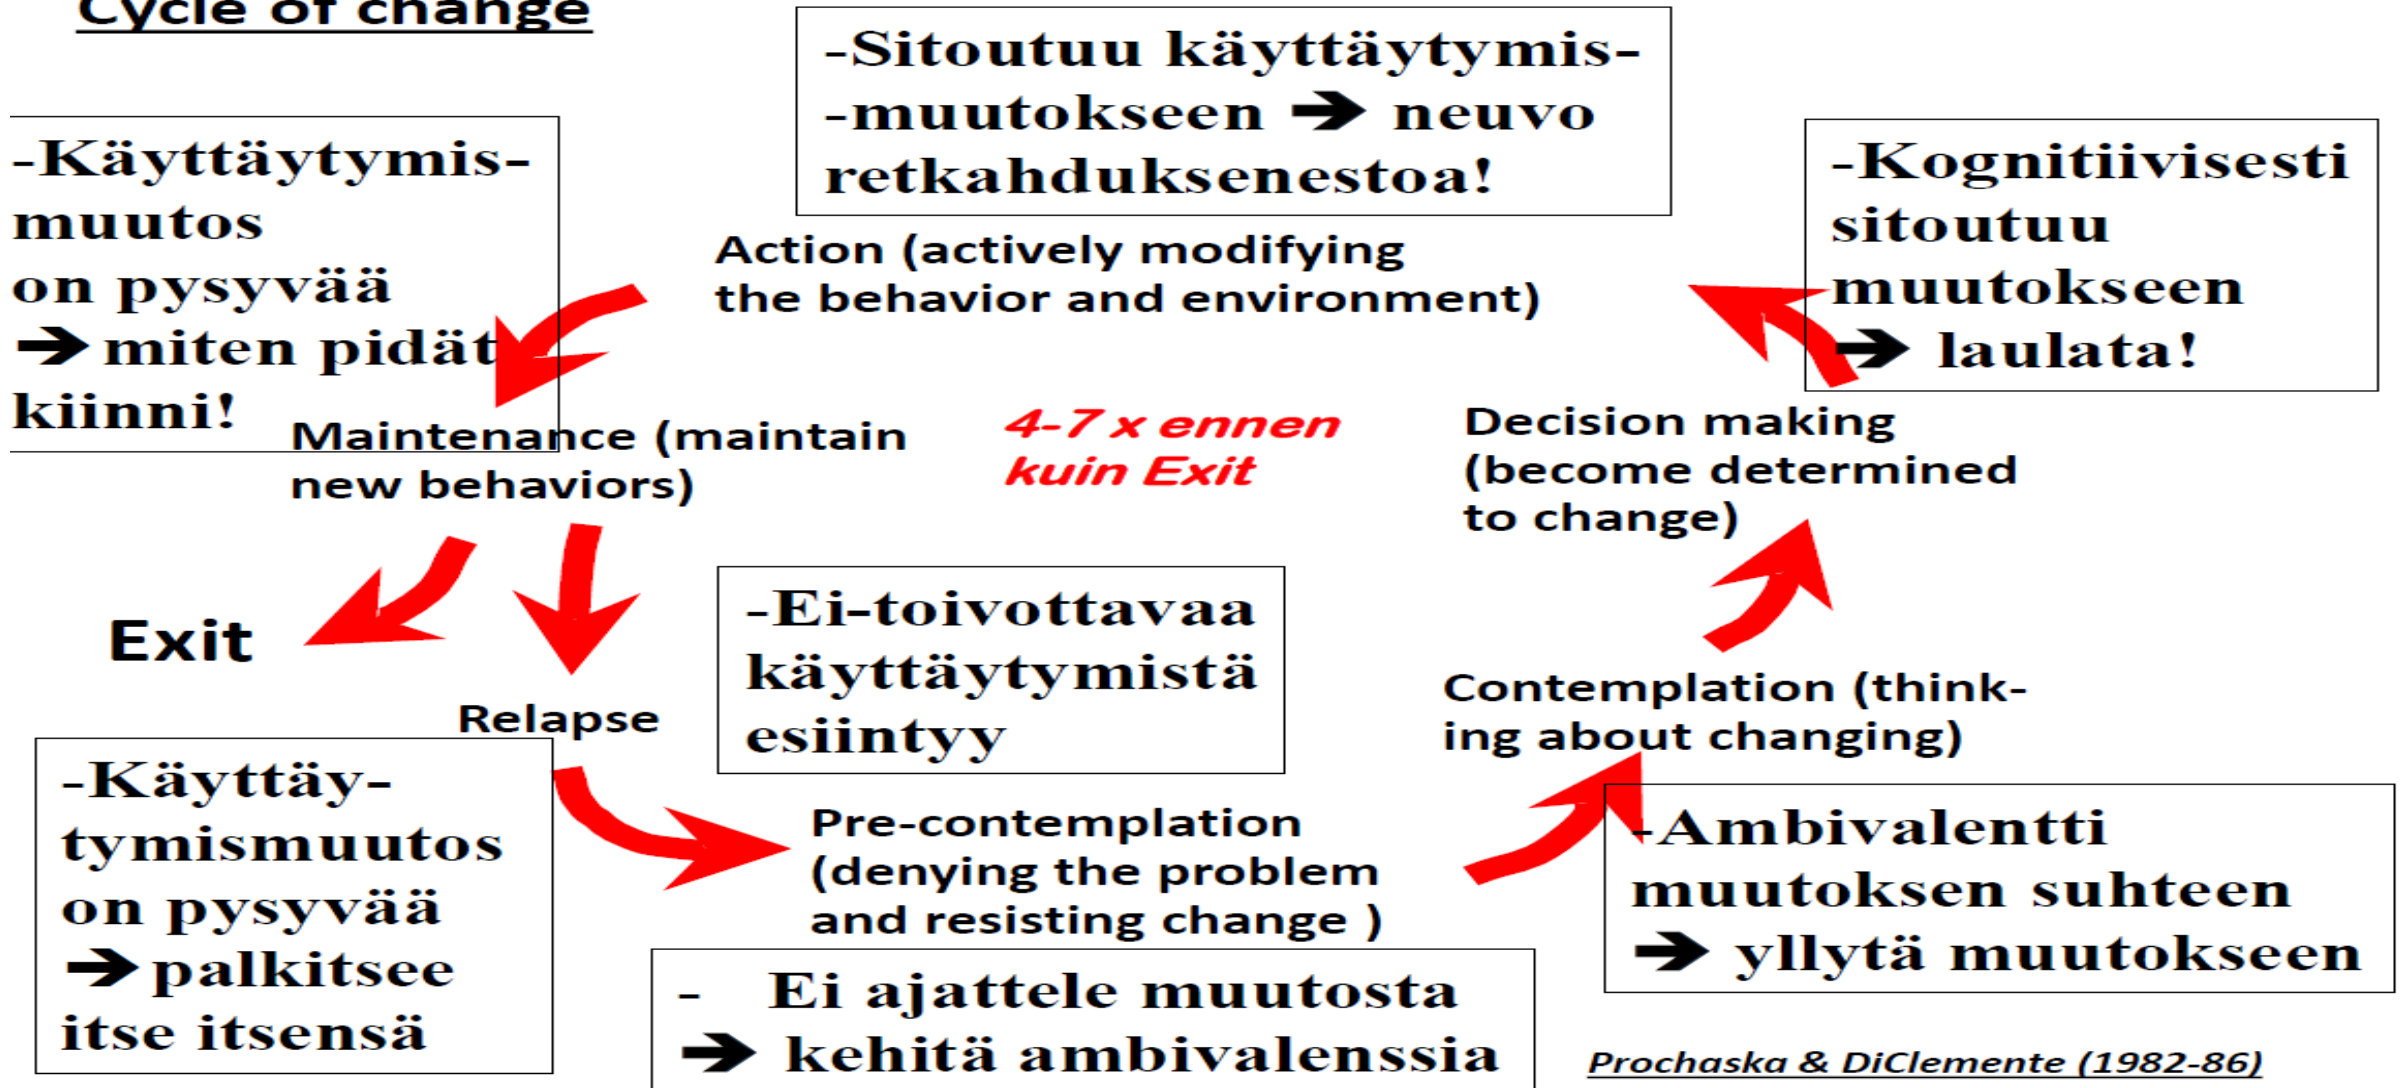 Cycle of change
-Sitoutuu käyttäytymis-
-muutokseen ➔ neuvo
retkahduksenestoa!
-Käyttäytymis-
muutos
on pysyvää
➔ miten pidät
kiinni!
-Kognitiivisesti
sitoutuu
muutokseen
➔ laulata!
Action (actively modifying
the behavior and environment)
Maintenance (maintain
new behaviors)
4-7 x ennen
kuin Exit
Decision making
(become determined
to change)
Exit
Relapse
-Ei-toivottavaa
käyttäytymistä
esiintyy
Contemplation (think-
ing about changing)
-Käyttäy-
tymismuutos
on pysyvää
➔ palkitsee
itse itsensä
Pre-contemplation
(denying the problem
and resisting change )
-Ambivalentti
muutoksen suhteen
➔ yllytä muutokseen
- Ei ajattele muutosta
➔ kehitä ambivalenssia
Prochaska & DiClemente (1982-86)